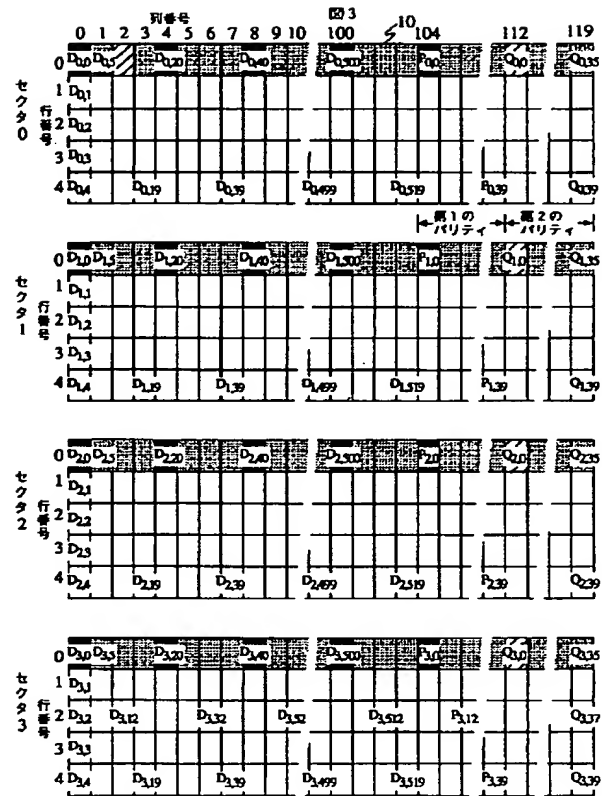 列番号 図3
0 1 2 3 4 5 6 7 8 9 10 100 10 104 112 119
セクタ0
行番号
0 D0,0 D0,5 D0,20 D0,40 D0,500 P0,0 Q0,0 Q0,35
1 D0,1
2 D0,2
3 D0,3
4 D0,4 D0,19 D0,39 D0,499 D0,519 P0,39 Q0,39
第1のパリティ 第2のパリティ
セクタ1
行番号
0 D1,0 D1,5 D1,20 D1,40 D1,500 P1,0 Q1,0 Q1,35
1 D1,1
2 D1,2
3 D1,3
4 D1,4 D1,19 D1,39 D1,499 D1,519 P1,39 Q1,39
セクタ2
行番号
0 D2,0 D2,5 D2,20 D2,40 D2,500 P2,0 Q2,0 Q2,35
1 D2,1
2 D2,2
3 D2,3
4 D2,4 D2,19 D2,39 D2,499 D2,519 P2,39 Q2,39
セクタ3
行番号
0 D3,0 D3,5 D3,20 D3,40 D3,500 P3,0 Q3,0 Q3,35
1 D3,1
2 D3,2 D3,12 D3,32 D3,52 D3,512 P3,12 Q3,37
3 D3,3
4 D3,4 D3,19 D3,39 D3,499 D3,519 P3,39 Q3,39